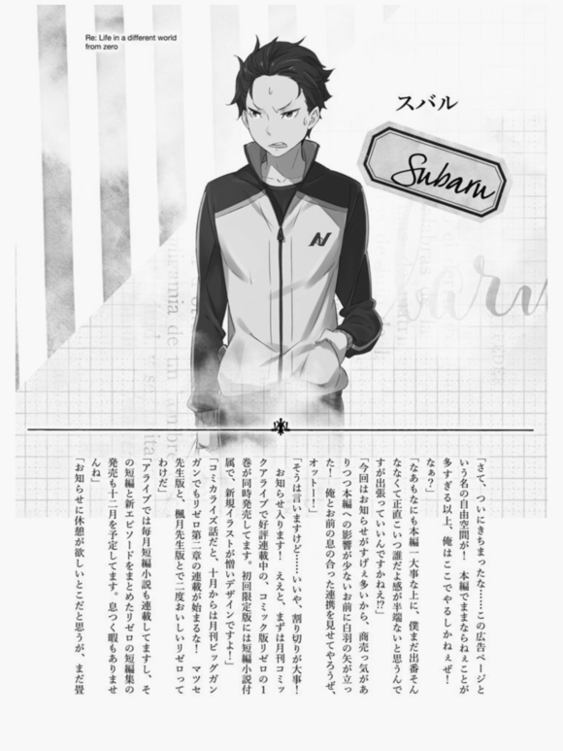 Re: Life in a different world
from zero
スバル
Subaru
「さて、ついにきちまったな……この広告ページと
いう名の自由空間が! 本編でままならねぇことが
多すぎる以上、俺はここでやるしかねぇぜ!
なぁ?」
「なあもなにも本編一大事な上に、僕まだ出番そん
ななくて正直こいつ誰だよ感が半端ないと思うんで
すが出張っていいんですかねえ!?」
「今回はお知らせがすげぇ多いから、商売っ気があ
りつつ本編への影響が少ないお前に白羽の矢が立っ
た! 俺とお前の息の合った連携を見せてやろうぜ、
オットー!」
「そうは言いますけど……いいや、割り切りが大事!
お知らせ入ります! ええと、まずは月刊コミッ
クアライブで好評連載中の、コミック版リゼロの1
巻が同時発売してます。初回限定版には短編小説付
属で、新規イラストが憎いデザインですよ!」
「コミカライズ話だと、十月からは月刊ビッグガン
ガンでもリゼロ第二章の連載が始まるな! マツセ
先生版と、楓月先生版とで二度おいしいリゼロって
わけだ」
「アライブでは毎月短編小説も連載してますし、そ
の短編と新エピソードをまとめたリゼロの短編集の
発売も十二月を予定してます。息つく暇もありませ
んね」
「お知らせに休憩が欲しいとこだと思うが、まだ畳